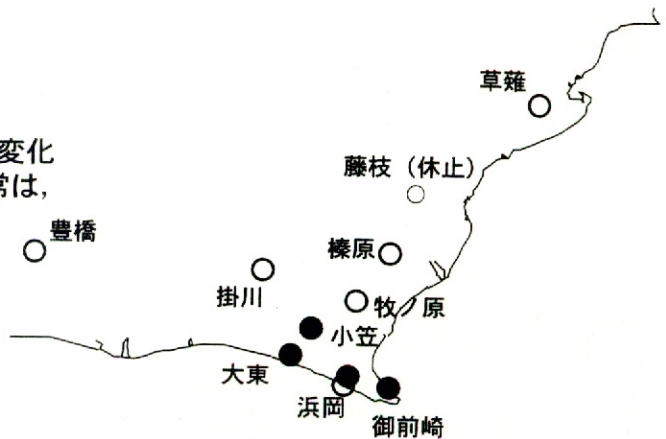 草薙
変化
常は,
藤枝（休止）
豊橋
榛原
掛川
牧ノ原
小笠
大東
浜岡
御前崎